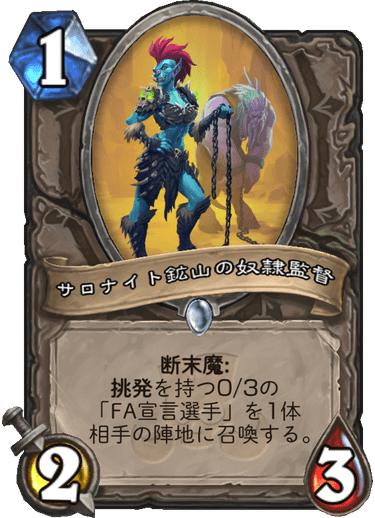 1
サロナイト鉱山の奴隷監督
断末魔:
挑発を持つ0/3の
「FA宣言選手」を1体
相手の陣地に召喚する。
2
3